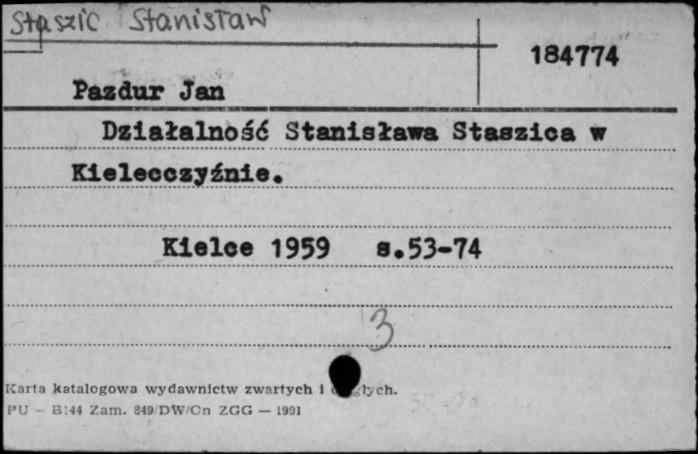 Staszic Stanisław
184774
Pazdur Jan
Działalność Stanisława Staszica w
Kielecczyźnie.
Kielce 1959 s.53-74
3
Karta katalogowa wydawnictw zwartych i
PU — B144 Zam. 849/DW/Cn ZGG — 1991